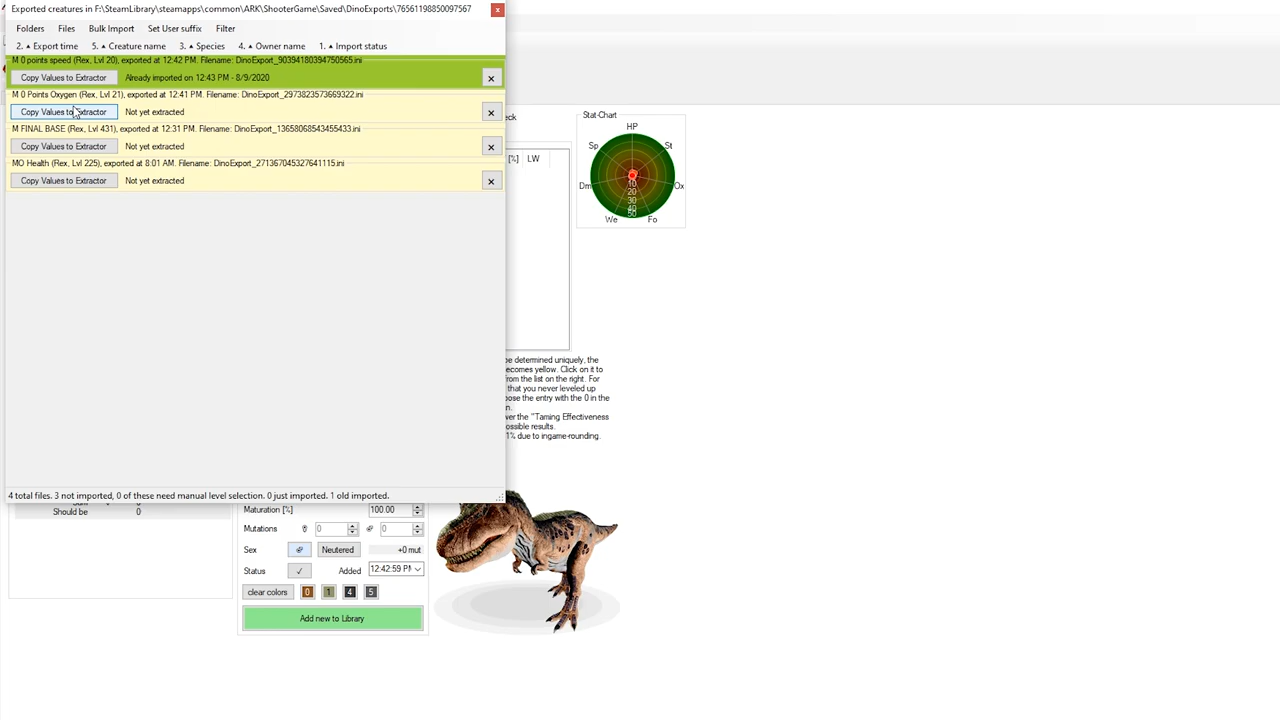 Exported creatures in F:\SteamLibrary\steamapps\common\ARK\ShooterGame\Saved\DinoExports\76561198850097567
x
Folders Files Bulk Import Set User suffix Filter
2. ▲ Export time 5. ▲ Creature name 3. ▲ Species 4. ▲ Owner name 1. ▲ Import status
M 0 points speed (Rex, Lvl 20), exported at 12:42 PM. Filename: DinoExport_90394180394750565.ini
Copy Values to Extractor Already imported on 12:43 PM - 8/9/2020 ×
M 0 Points Oxygen (Rex, Lvl 21), exported at 12:41 PM. Filename: DinoExport_2973823573669322.ini
Copy Values to Extractor Not yet extracted ×
M FINAL BASE (Rex, Lvl 431), exported at 12:31 PM. Filename: DinoExport_13658068543455433.ini
Copy Values to Extractor Not yet extracted ×
MO Health (Rex, Lvl 225), exported at 8:01 AM. Filename: DinoExport_271367045327641115.ini
Copy Values to Extractor Not yet extracted ×
4 total files. 3 not imported, 0 of these need manual level selection. 0 just imported. 1 old imported.
eck
[%] LW
Stat-Chart
HP
Sp St
Dm Ox
We Fo
10
20
30
40
50
be determined uniquely, the
ecomes yellow. Click on it to
from the list on the right. For
that you never leveled up
oose the entry with the 0 in the
n.
ver the "Taming Effectiveness
ossible results.
1% due to ingame-rounding.
Should be 0
Maturation [%] 100.00
Mutations 0 0
Sex Neutered +0 mut
Status ✓ Added 12:42:59 PM
clear colors 0 1 4 5
Add new to Library